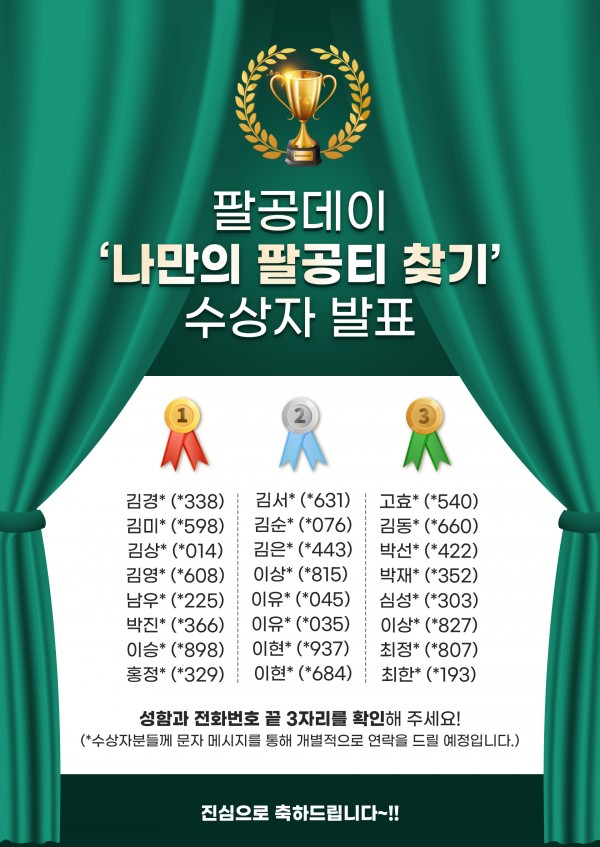 팔공데이
‘나만의 팔공티 찾기’
수상자 발표
1
2
3
김경* (*338)
김미* (*598)
김상* (*014)
김영* (*608)
남우* (*225)
박진* (*366)
이승* (*898)
홍정* (*329)
김서* (*631)
김순* (*076)
김은* (*443)
이상* (*815)
이유* (*045)
이유* (*035)
이현* (*937)
이현* (*684)
고효* (*540)
김동* (*660)
박선* (*422)
박재* (*352)
심성* (*303)
이상* (*827)
최정* (*807)
최한* (*193)
성함과 전화번호 끝 3자리를 확인해 주세요!
(*수상자분들께 문자 메시지를 통해 개별적으로 연락을 드릴 예정입니다.)
진심으로 축하드립니다~!!